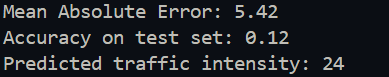 Mean Absolute Error: 5.42
Accuracy on test set: 0.12
Predicted traffic intensity: 24